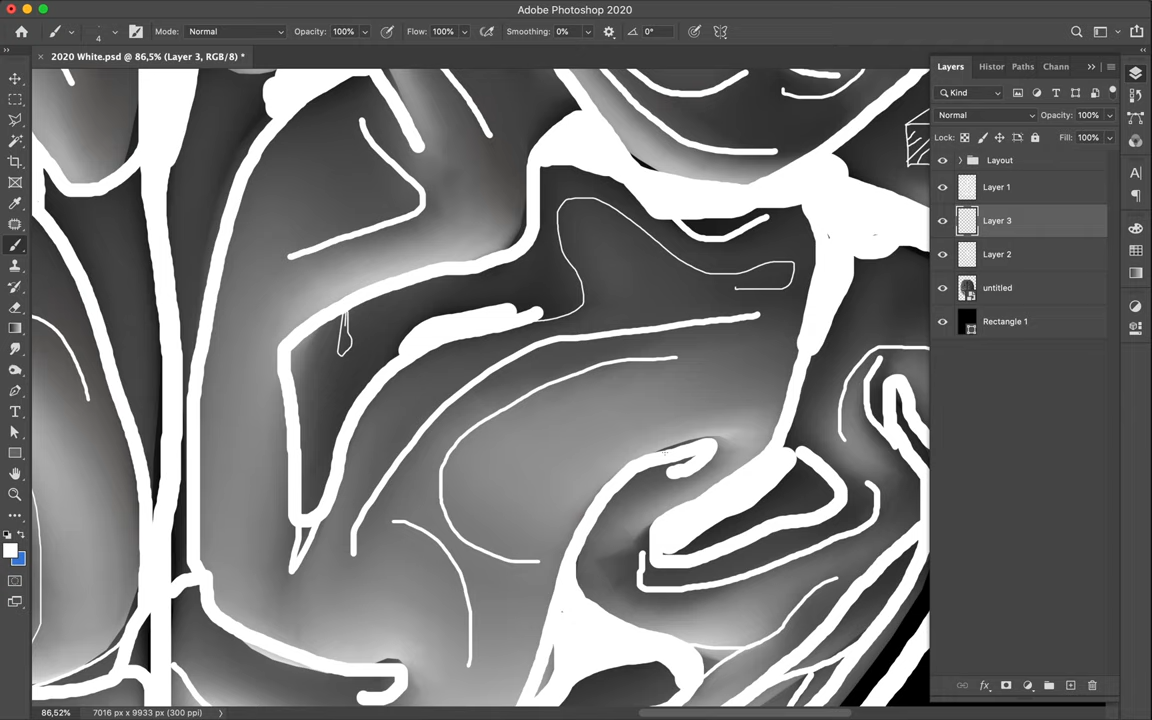 Adobe Photoshop 2020
4 Mode: Normal Opacity: 100% Flow: 100% Smoothing: 0% 0°
2020 White.psd @ 86,5% (Layer 3, RGB/8) *
Layers Histor Paths Chann
Kind
Normal Opacity: 100%
Lock: Fill: 100%
Layout
Layer 1
Layer 3
Layer 2
untitled
Rectangle 1
86,52% 7016 px x 9933 px (300 ppi)